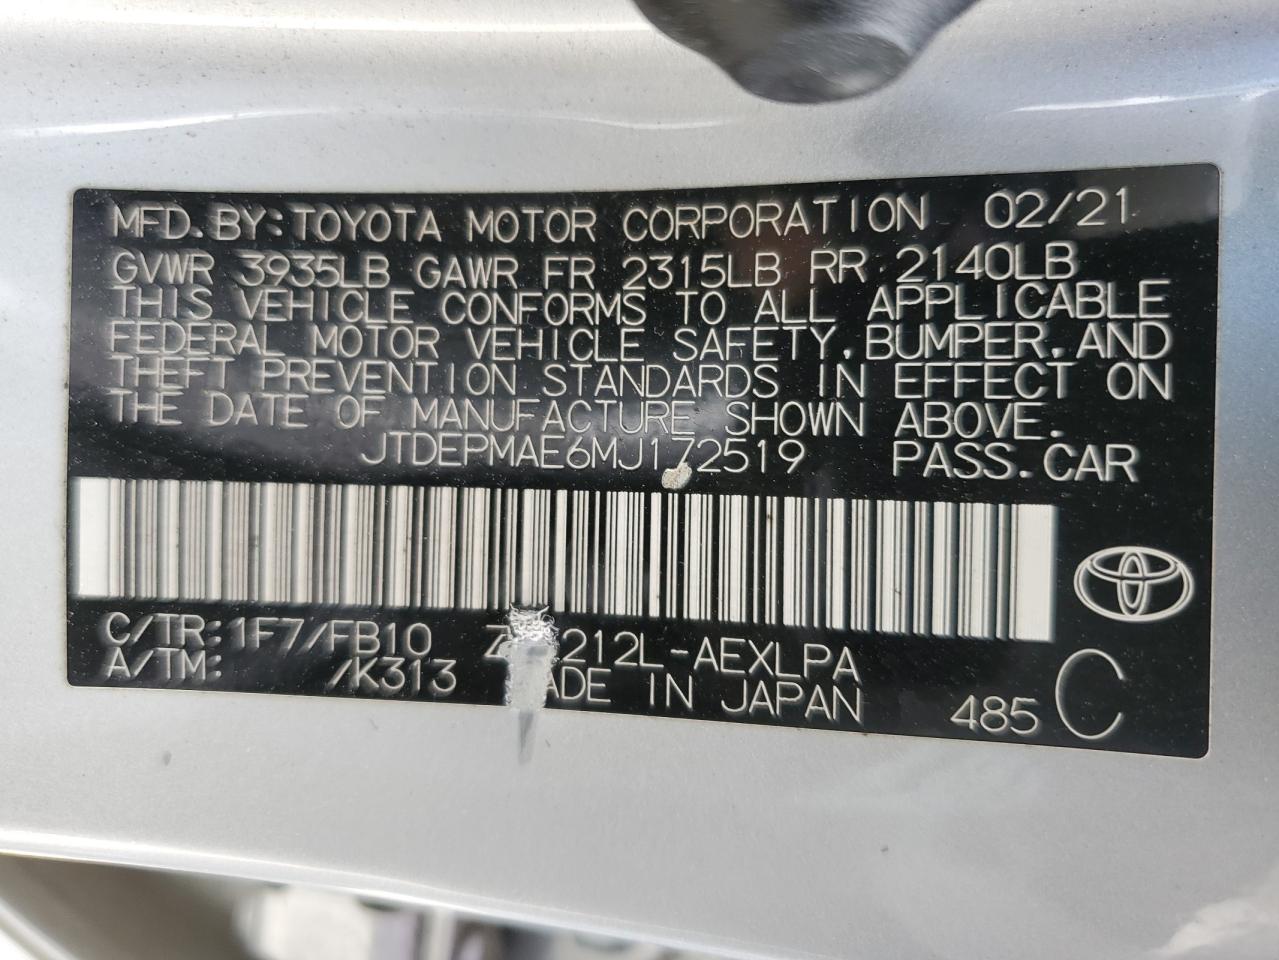 MFD. BY: TOYOTA MOTOR CORPORATION 02/21
GVWR 3935LB GAWR FR 2315LB RR 2140LB
THIS VEHICLE CONFORMS TO ALL APPLICABLE
FEDERAL MOTOR VEHICLE SAFETY, BUMPER, AND
THEFT PREVENTION STANDARDS IN EFFECT ON
THE DATE OF MANUFACTURE SHOWN ABOVE.
JTDEPMAE6MJ172519 PASS. CAR
C/TR: 1F7/FB10
A/TM: /K313 IN JAPAN 485 C